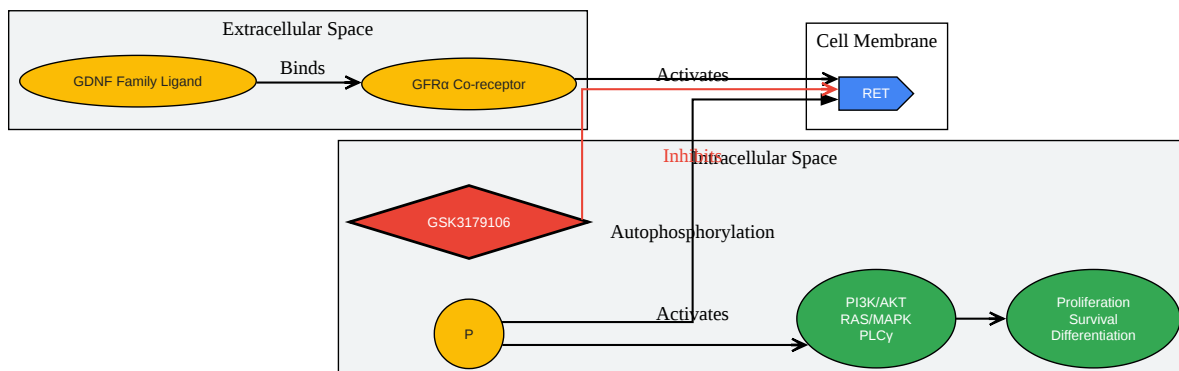 Extracellular Space
GDNF Family Ligand
Binds
GFRα Co-receptor
Activates
Cell Membrane
RET
Inhibits
Intracellular Space
GSK3179106
Autophosphorylation
P
Activates
PI3K/AKT
RAS/MAPK
PLCγ
Proliferation
Survival
Differentiation